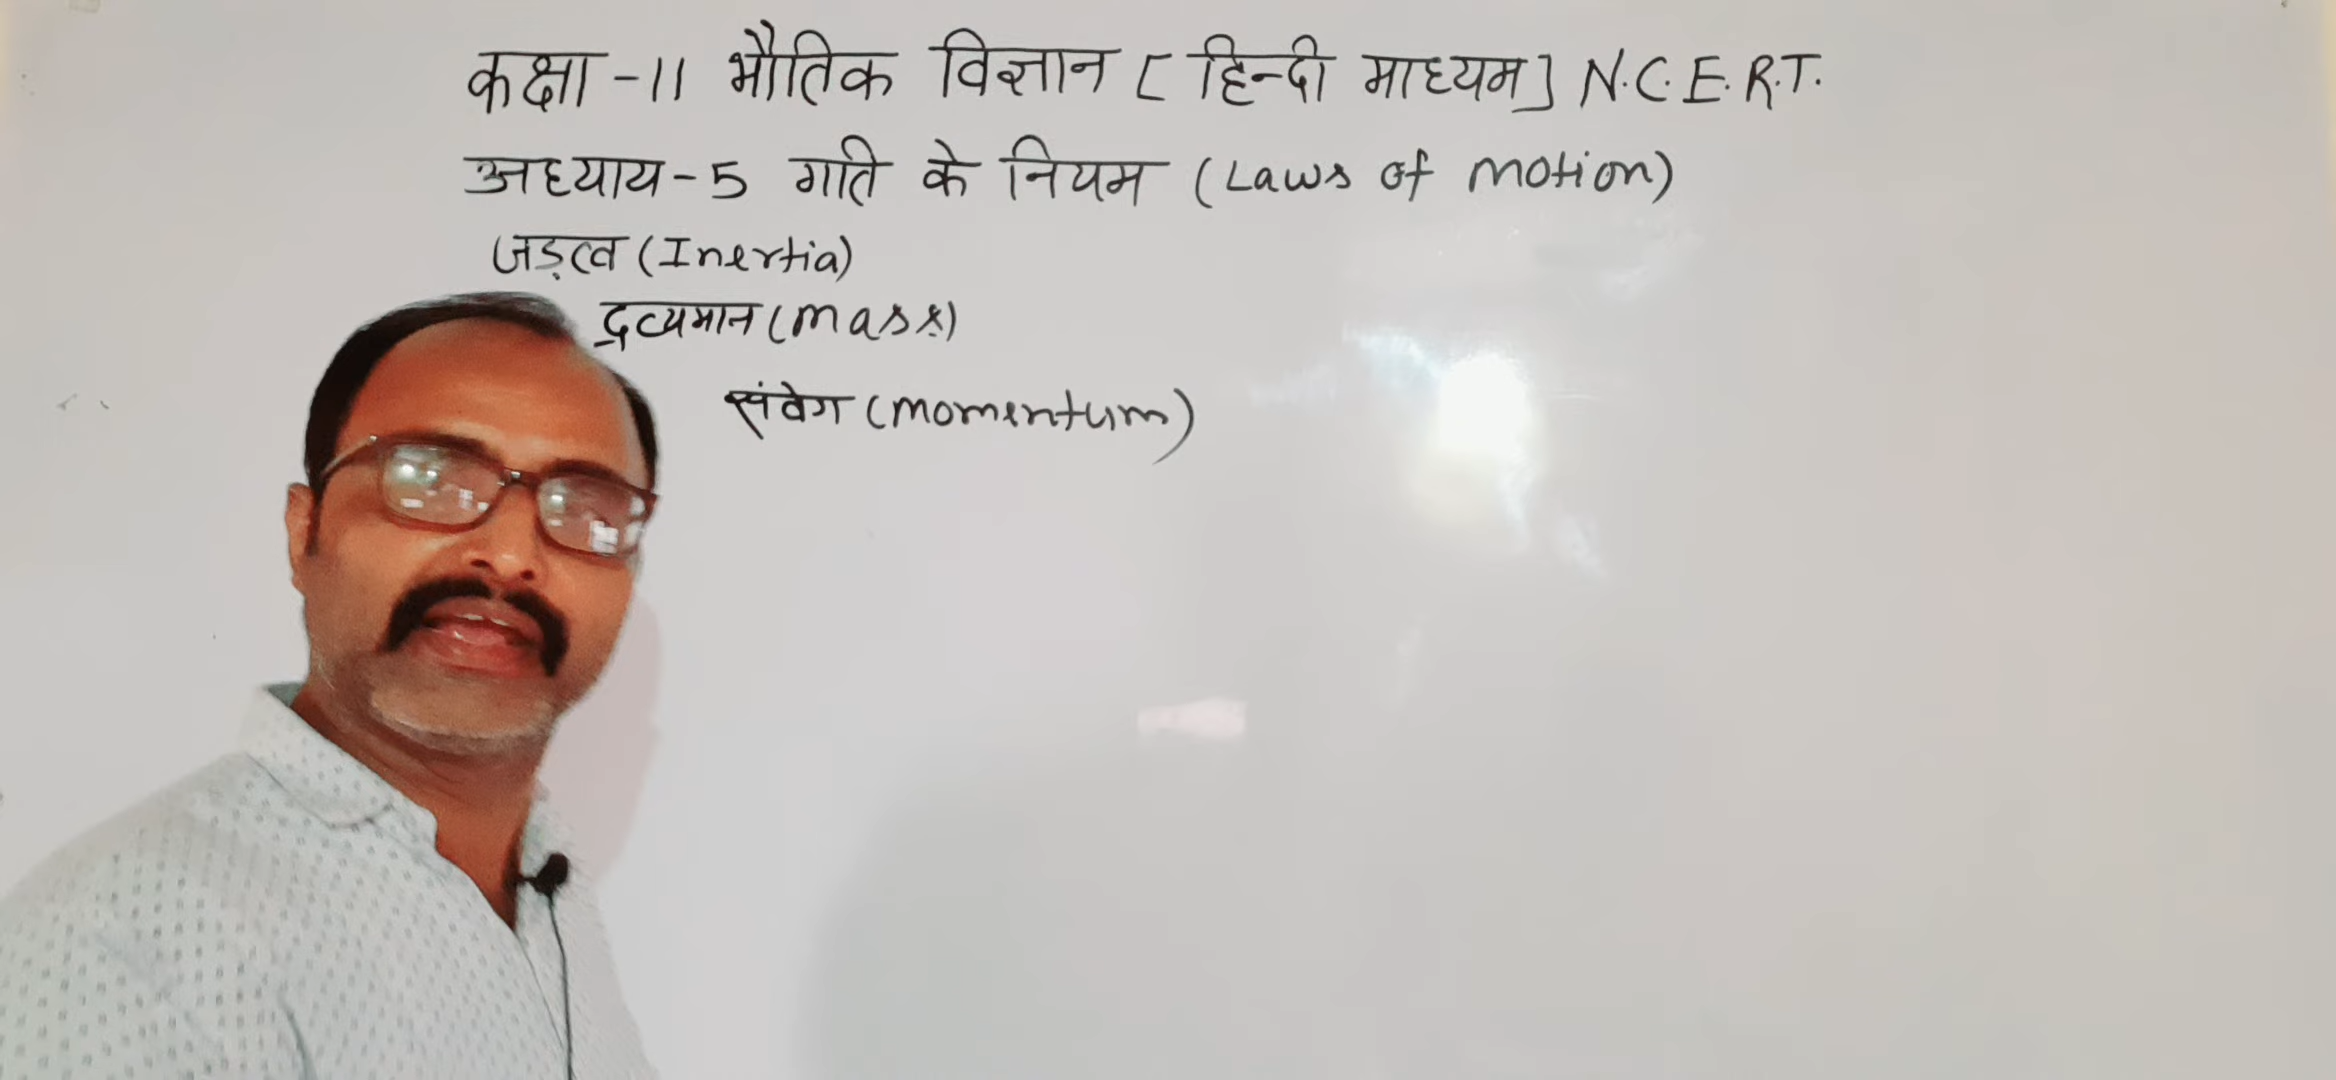 कक्षा -11 भौतिक विज्ञान [ हिन्दी माध्यम ] N.C.E.R.T.
अध्याय-5 गति के नियम (Laws of motion)
जड़त्व (Inertia)
द्रव्यमान (mass)
संवेग (momentum)